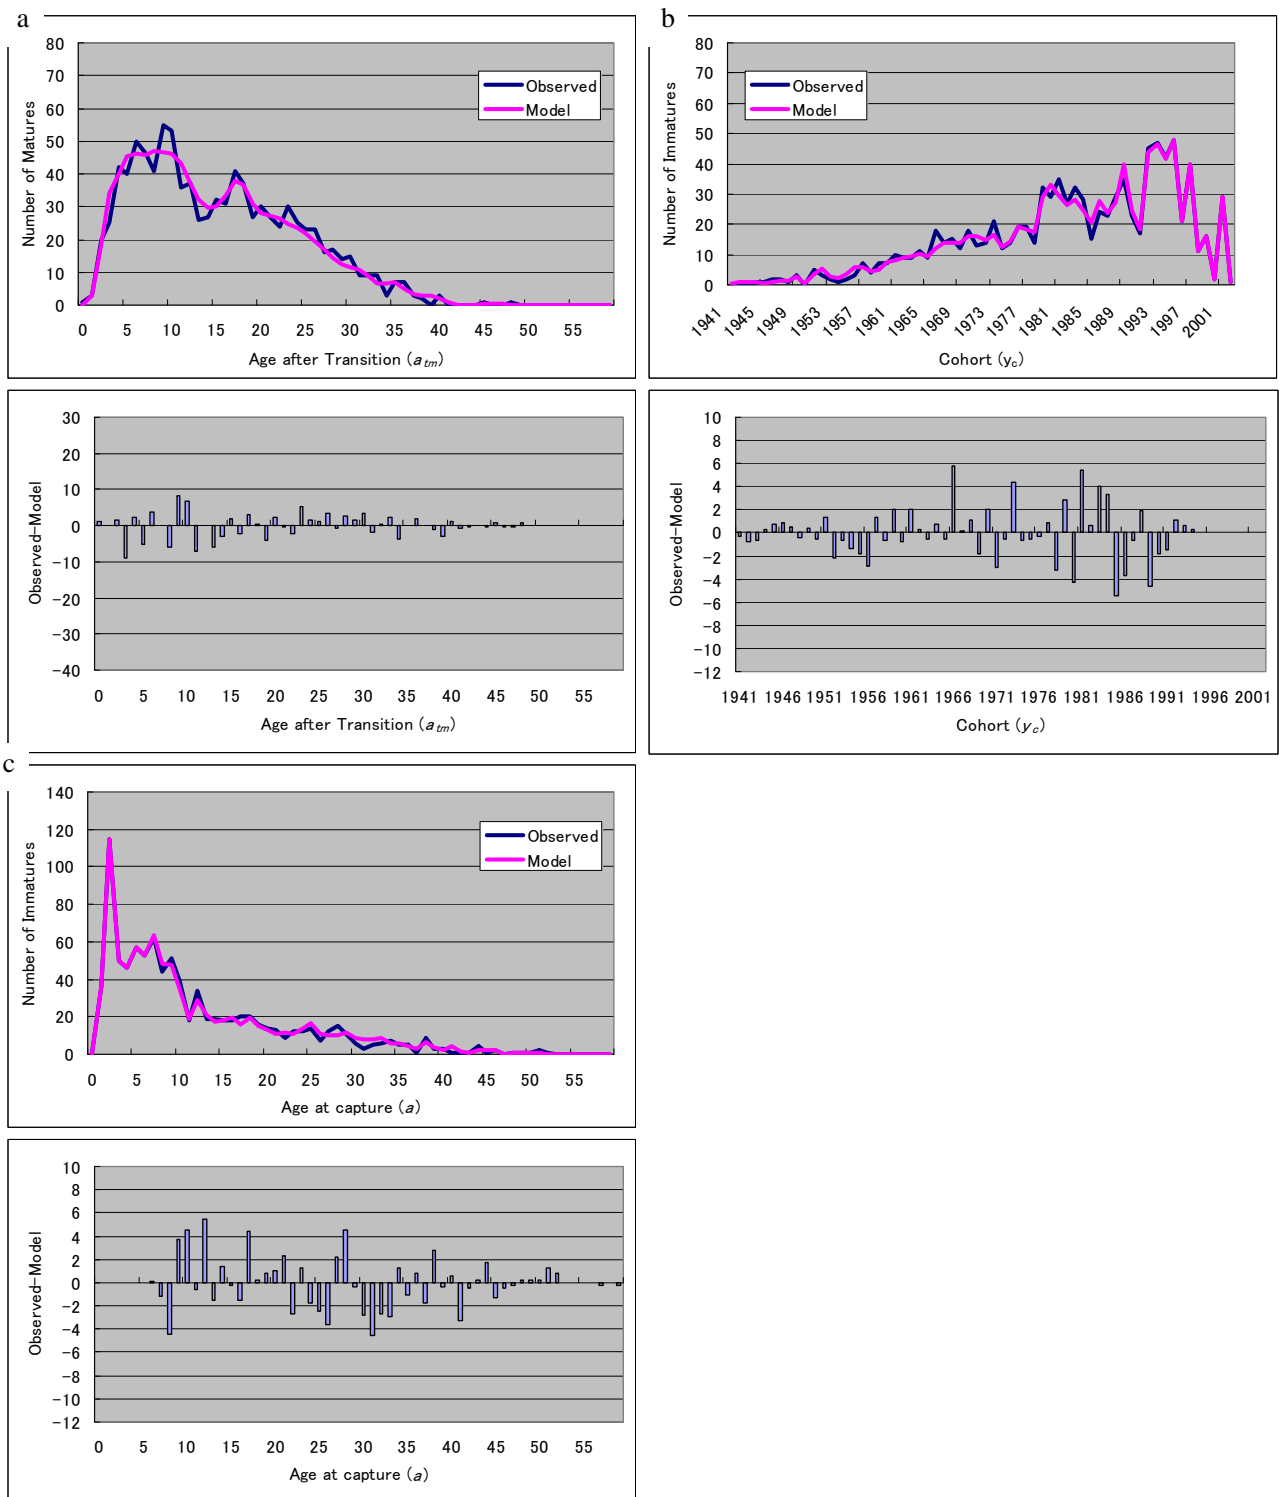 a
80
70
60
50
40
30
20
10
0
Number of Matures
Observed
Model
0 5 10 15 20 25 30 35 40 45 50 55
Age after Transition (a_tm)
30
20
10
0
-10
-20
-30
-40
Observed-Model
0 5 10 15 20 25 30 35 40 45 50 55
Age after Transition (a_tm)
b
80
70
60
50
40
30
20
10
0
Number of Immatures
Observed
Model
1941 1945 1949 1953 1957 1961 1965 1969 1973 1977 1981 1985 1989 1993 1997 2001
Cohort (y_c)
10
8
6
4
2
0
-2
-4
-6
-8
-10
-12
Observed-Model
1941 1946 1951 1956 1961 1966 1971 1976 1981 1986 1991 1996 2001
Cohort (y_c)
c
140
120
100
80
60
40
20
0
Number of Immatures
Observed
Model
0 5 10 15 20 25 30 35 40 45 50 55
Age at capture (a)
10
8
6
4
2
0
-2
-4
-6
-8
-10
-12
Observed-Model
0 5 10 15 20 25 30 35 40 45 50 55
Age at capture (a)